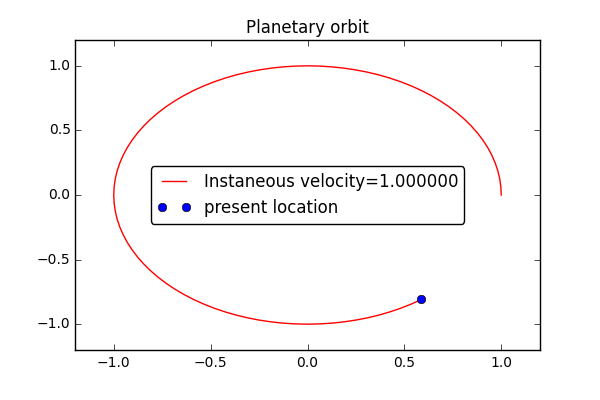 Planetary orbit
1.0
0.5
0.0
−0.5
−1.0
Instaneous velocity=1.000000
present location
−1.0 −0.5 0.0 0.5 1.0